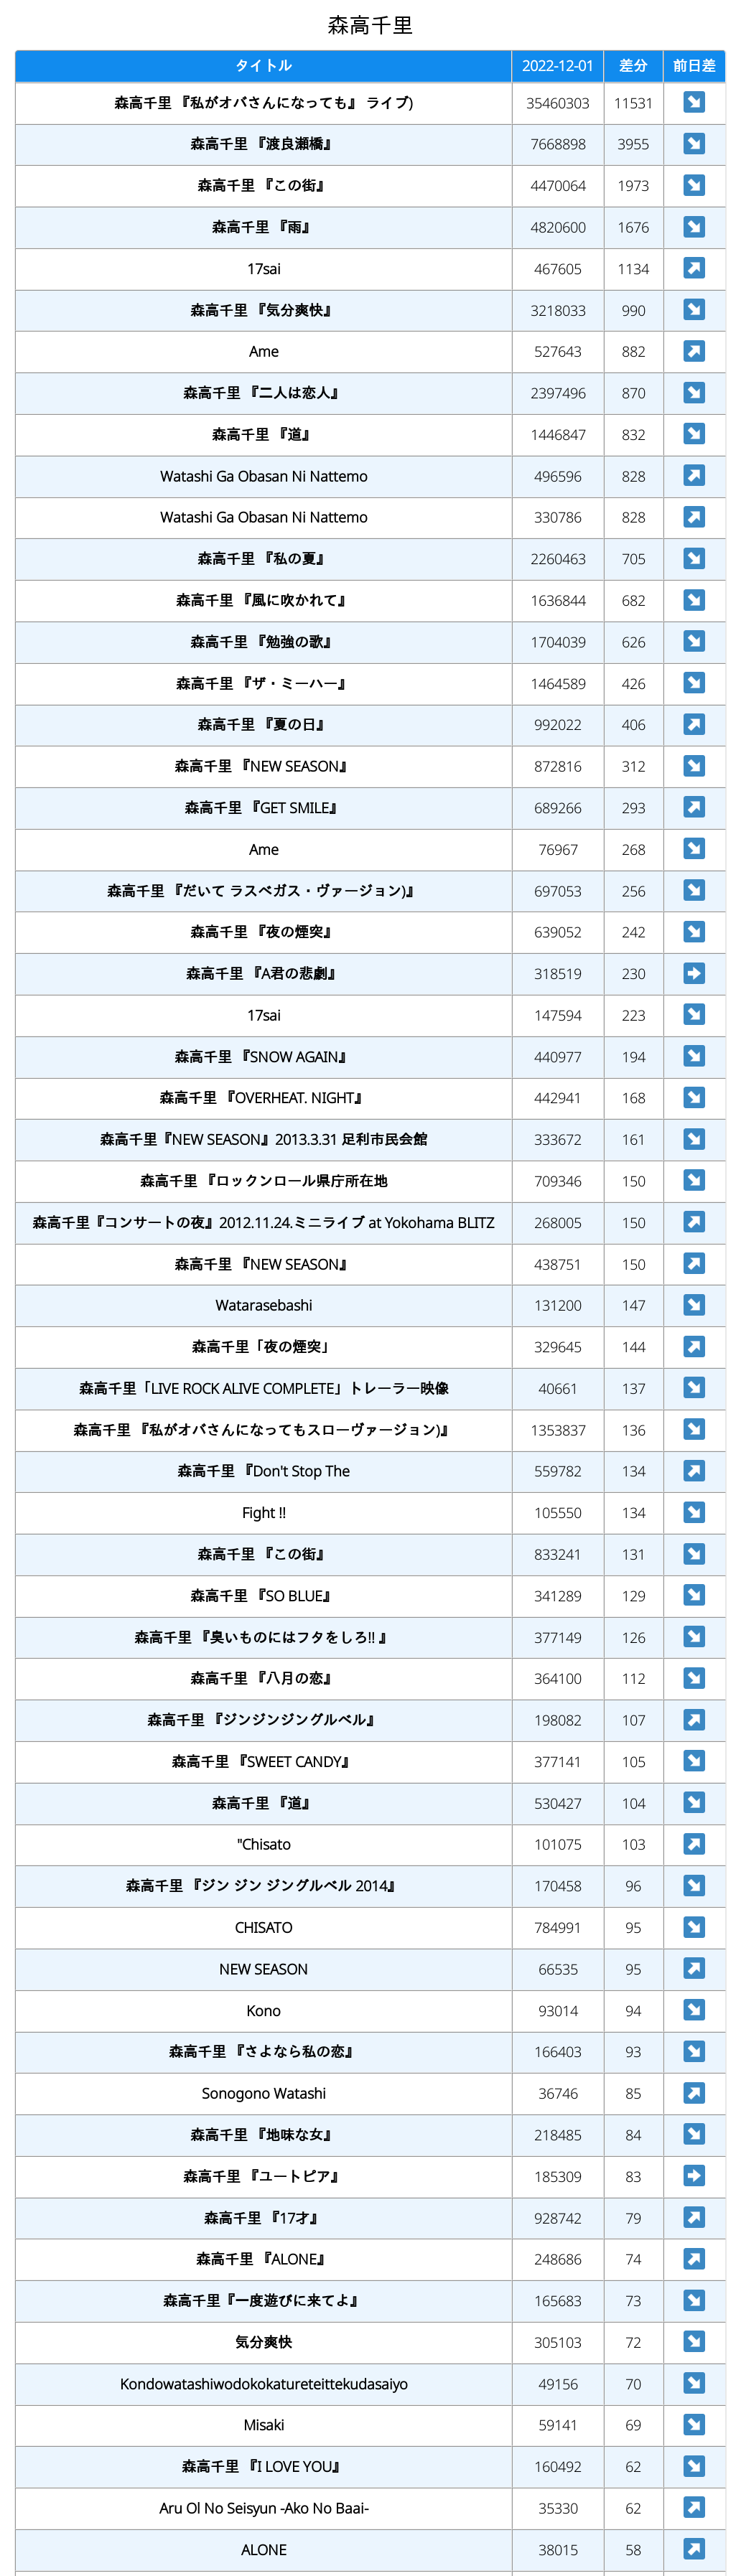 森高千里
タイトル 2022-12-01 差分 前日差
森高千里 『私がオバさんになっても』 ライブ) 35460303 11531
森高千里 『渡良瀬橋』 7668898 3955
森高千里 『この街』 4470064 1973
森高千里 『雨』 4820600 1676
17sai 467605 1134
森高千里 『気分爽快』 3218033 990
Ame 527643 882
森高千里 『二人は恋人』 2397496 870
森高千里 『道』 1446847 832
Watashi Ga Obasan Ni Nattemo 496596 828
Watashi Ga Obasan Ni Nattemo 330786 828
森高千里 『私の夏』 2260463 705
森高千里 『風に吹かれて』 1636844 682
森高千里 『勉強の歌』 1704039 626
森高千里 『ザ・ミーハー』 1464589 426
森高千里 『夏の日』 992022 406
森高千里 『NEW SEASON』 872816 312
森高千里 『GET SMILE』 689266 293
Ame 76967 268
森高千里 『だいて ラスベガス・ヴァージョン)』 697053 256
森高千里 『夜の煙突』 639052 242
森高千里 『A君の悲劇』 318519 230
17sai 147594 223
森高千里 『SNOW AGAIN』 440977 194
森高千里 『OVERHEAT. NIGHT』 442941 168
森高千里『NEW SEASON』2013.3.31 足利市民会館 333672 161
森高千里 『ロックンロール県庁所在地 709346 150
森高千里『コンサートの夜』2012.11.24.ミニライブ at Yokohama BLITZ 268005 150
森高千里 『NEW SEASON』 438751 150
Watarasebashi 131200 147
森高千里「夜の煙突」 329645 144
森高千里「LIVE ROCK ALIVE COMPLETE」トレーラー映像 40661 137
森高千里 『私がオバさんになってもスローヴァージョン)』 1353837 136
森高千里 『Don't Stop The 559782 134
Fight !! 105550 134
森高千里 『この街』 833241 131
森高千里 『SO BLUE』 341289 129
森高千里 『臭いものにはフタをしろ!! 』 377149 126
森高千里 『八月の恋』 364100 112
森高千里 『ジンジンジングルベル』 198082 107
森高千里 『SWEET CANDY』 377141 105
森高千里 『道』 530427 104
"Chisato 101075 103
森高千里 『ジン ジン ジングルベル 2014』 170458 96
CHISATO 784991 95
NEW SEASON 66535 95
Kono 93014 94
森高千里 『さよなら私の恋』 166403 93
Sonogono Watashi 36746 85
森高千里 『地味な女』 218485 84
森高千里 『ユートピア』 185309 83
森高千里 『17才』 928742 79
森高千里 『ALONE』 248686 74
森高千里『一度遊びに来てよ』 165683 73
気分爽快 305103 72
Kondowatashiwodokokatureteittekudasaiyo 49156 70
Misaki 59141 69
森高千里 『I LOVE YOU』 160492 62
Aru Ol No Seisyun -Ako No Baai- 35330 62
ALONE 38015 58